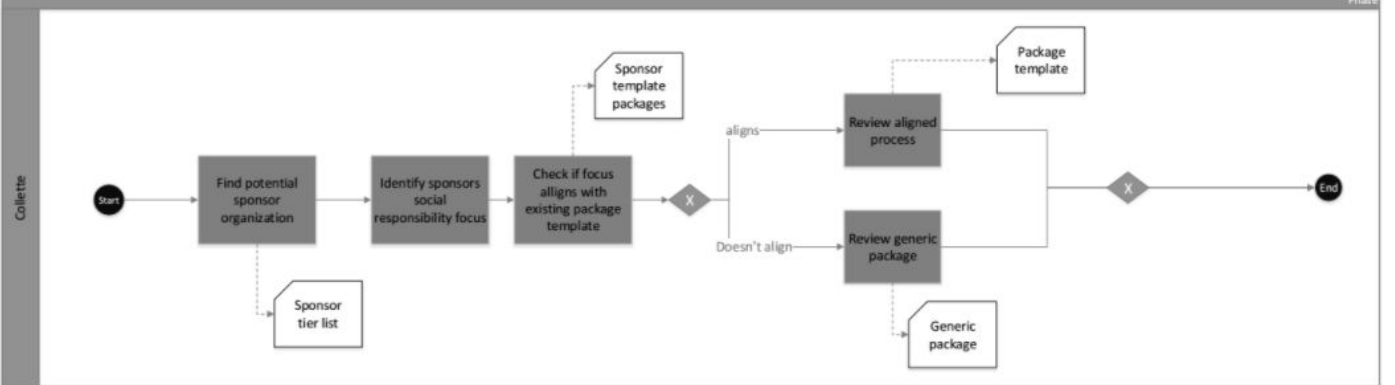 Phase
Collette
Start
Find potential
sponsor
organization
Sponsor
tier list
Identify sponsors
social
responsibility focus
Check if focus
alligns with
existing package
template
Sponsor
template
packages
X
aligns
Doesn't align
Review aligned
process
Package
template
Review generic
package
Generic
package
X
End